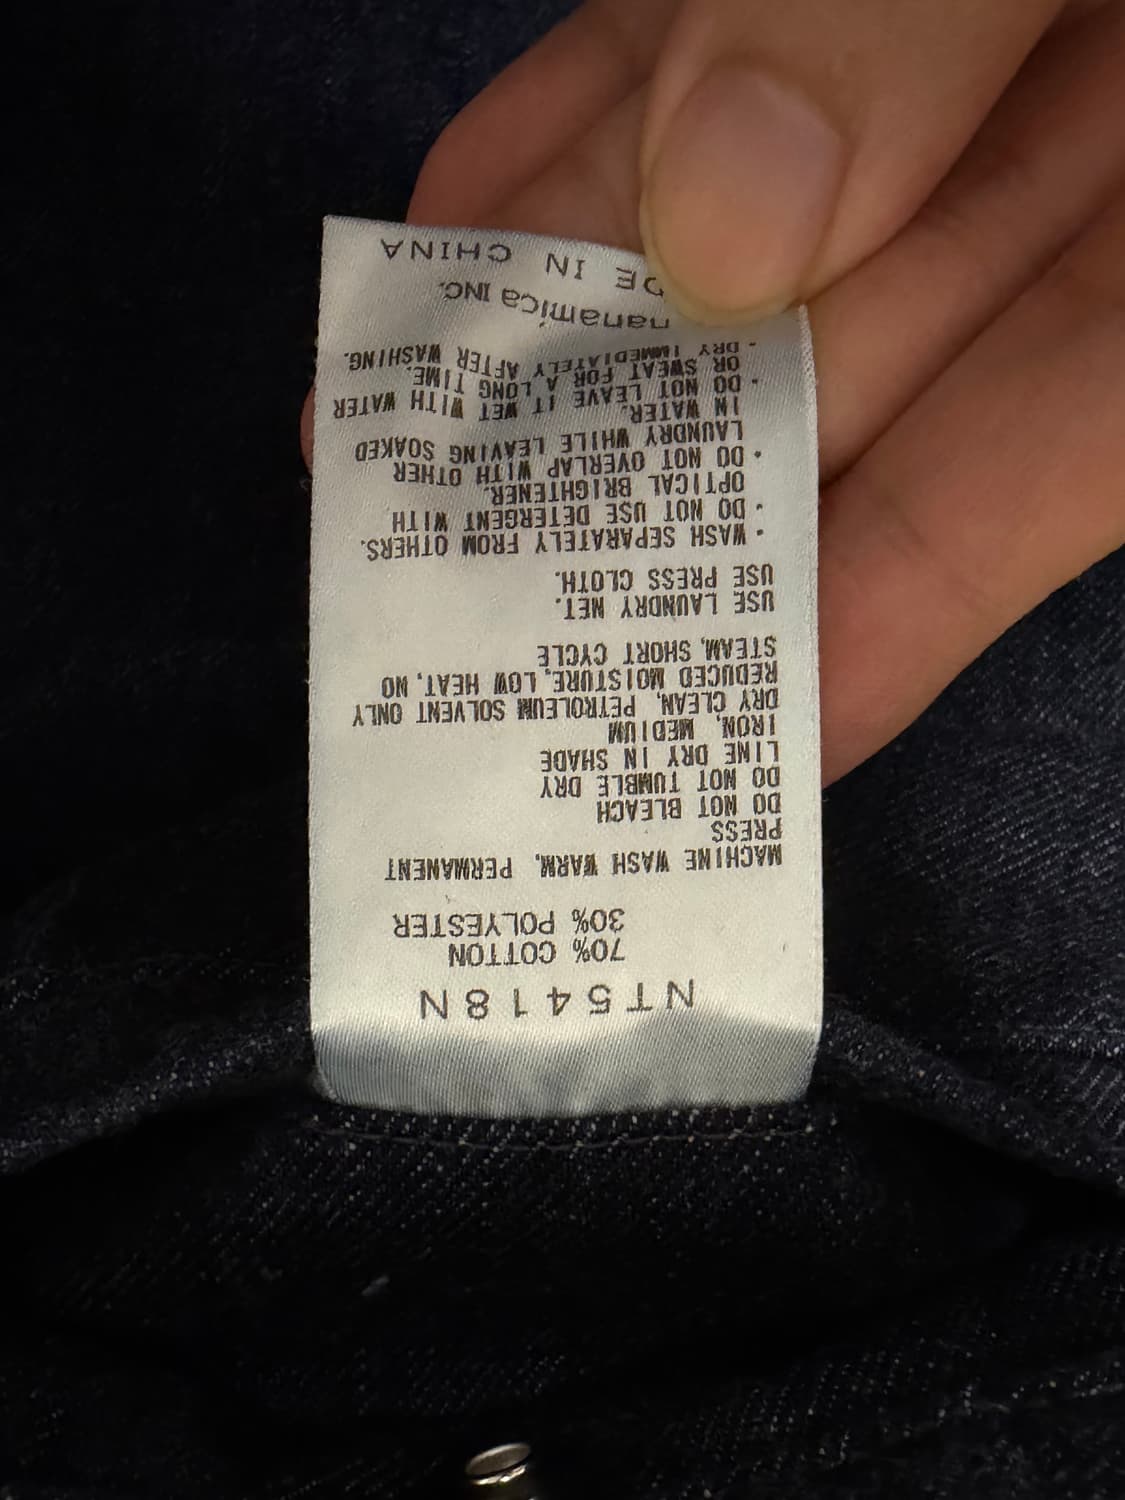 NT5418N
70% COTTON
30% POLYESTER
MACHINE WASH WARM, PERMANENT
PRESS
DO NOT BLEACH
DO NOT TUMBLE DRY
LINE DRY IN SHADE
IRON, MEDIUM
DRY CLEAN, PETROLEUM SOLVENT ONLY
REDUCED MOISTURE, LOW HEAT, NO
STEAM, SHORT CYCLE
USE LAUNDRY NET.
USE PRESS CLOTH.
・WASH SEPARATELY FROM OTHERS.
・DO NOT USE DETERGENT WITH
OPTICAL BRIGHTENER.
・DO NOT OVERLAP WITH OTHER
LAUNDRY WHILE LEAVING SOAKED
IN WATER.
・DO NOT LEAVE IT WET WITH WATER
OR SWEAT FOR A LONG TIME.
・DRY IMMEDIATELY AFTER WASHING.
nanamica INC.
DE IN CHINA